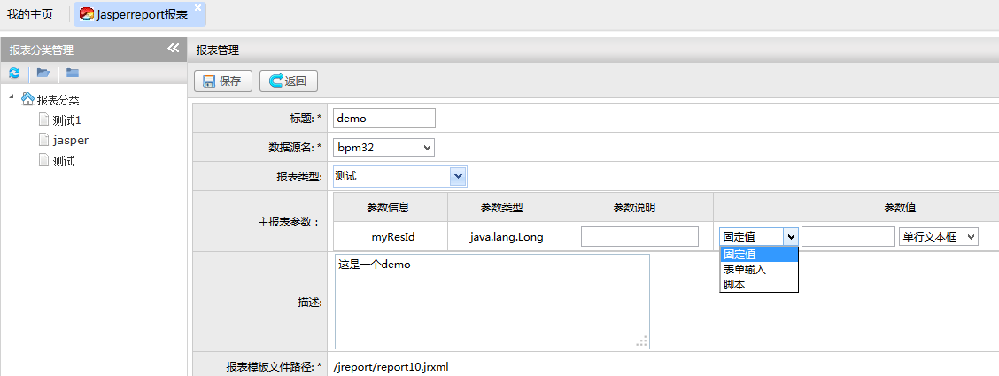 我的主页 jasperreport报表
报表分类管理
报表分类
测试1
jasper
测试
报表管理
保存 返回
标题: * demo
数据源名: * bpm32
报表类型: 测试
主报表参数：
参数信息 参数类型 参数说明 参数值
myResId java.lang.Long 固定值 单行文本框
固定值
表单输入
脚本
描述: 这是一个demo
报表模板文件路径: * /jreport/report10.jrxml